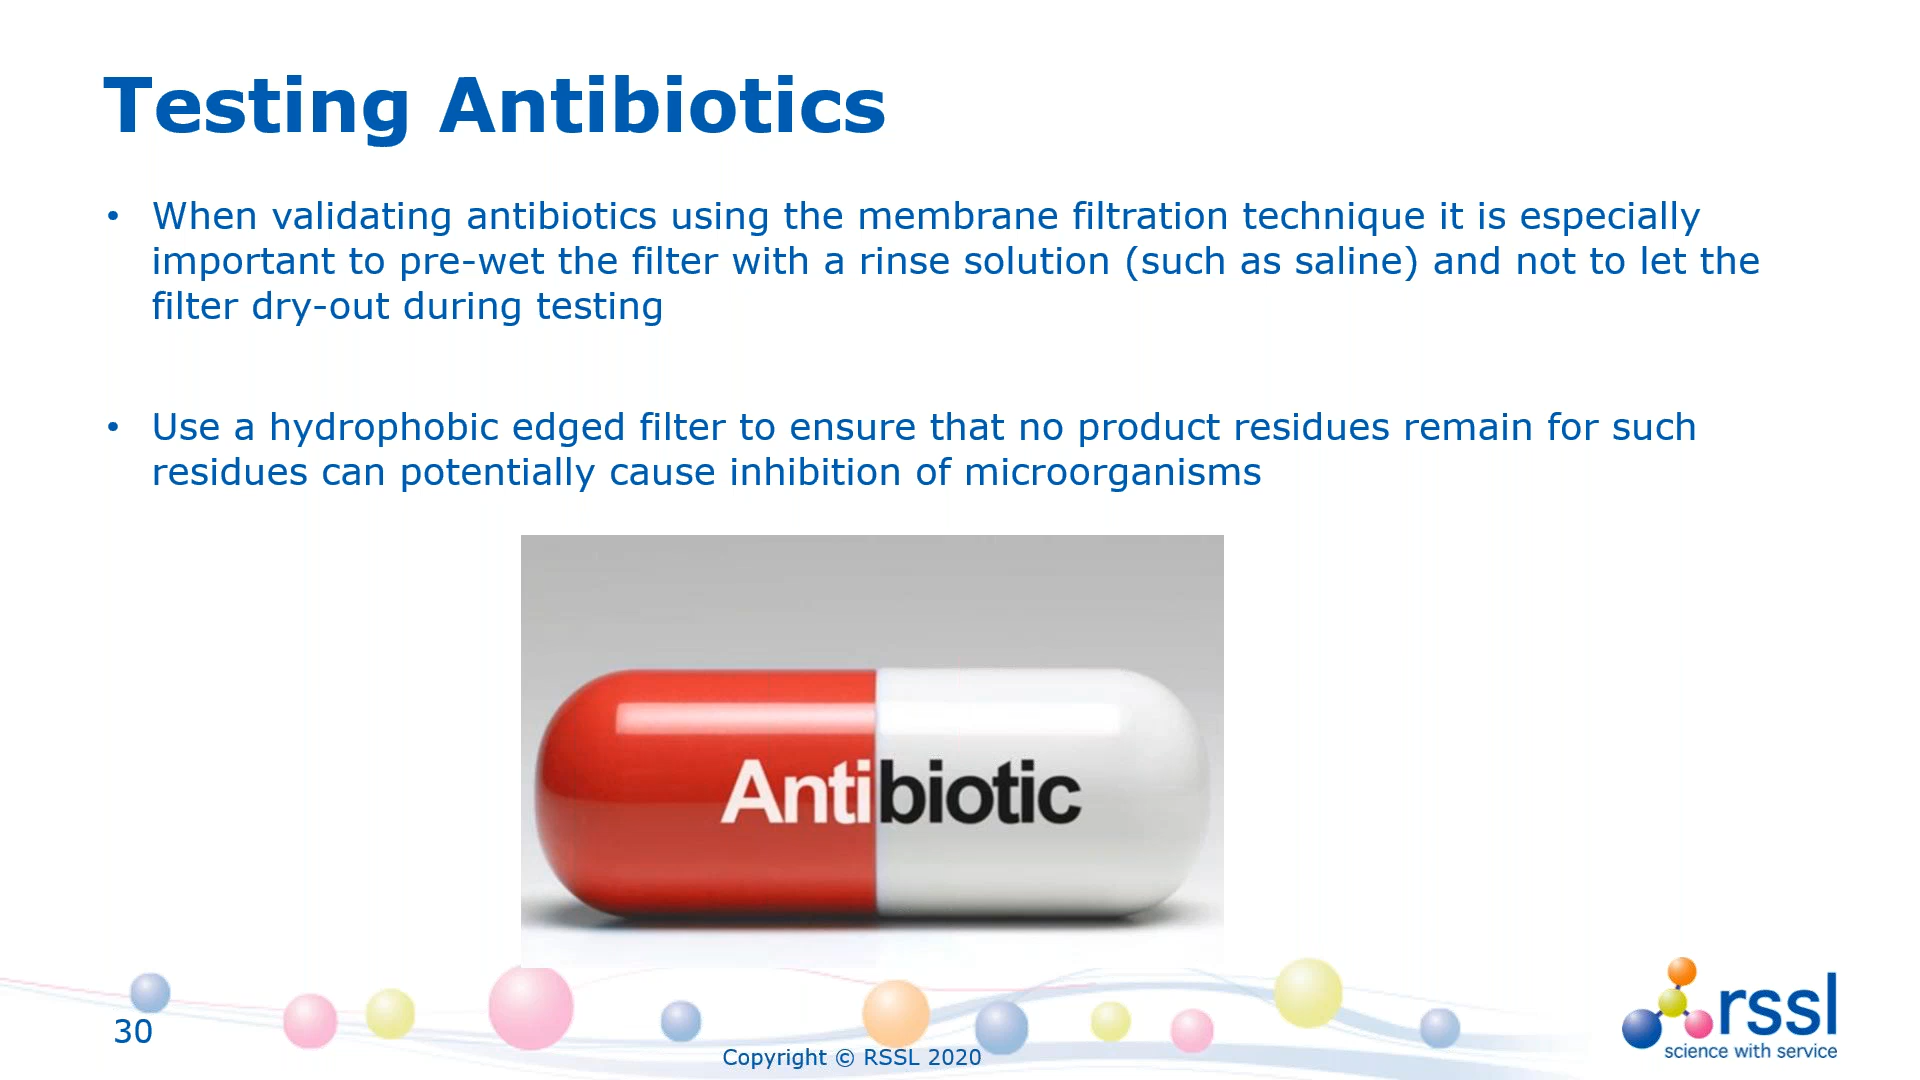 Testing Antibiotics
• When validating antibiotics using the membrane filtration technique it is especially
important to pre-wet the filter with a rinse solution (such as saline) and not to let the
filter dry-out during testing
• Use a hydrophobic edged filter to ensure that no product residues remain for such
residues can potentially cause inhibition of microorganisms
Antibiotic
30
Copyright © RSSL 2020
rssl
science with service